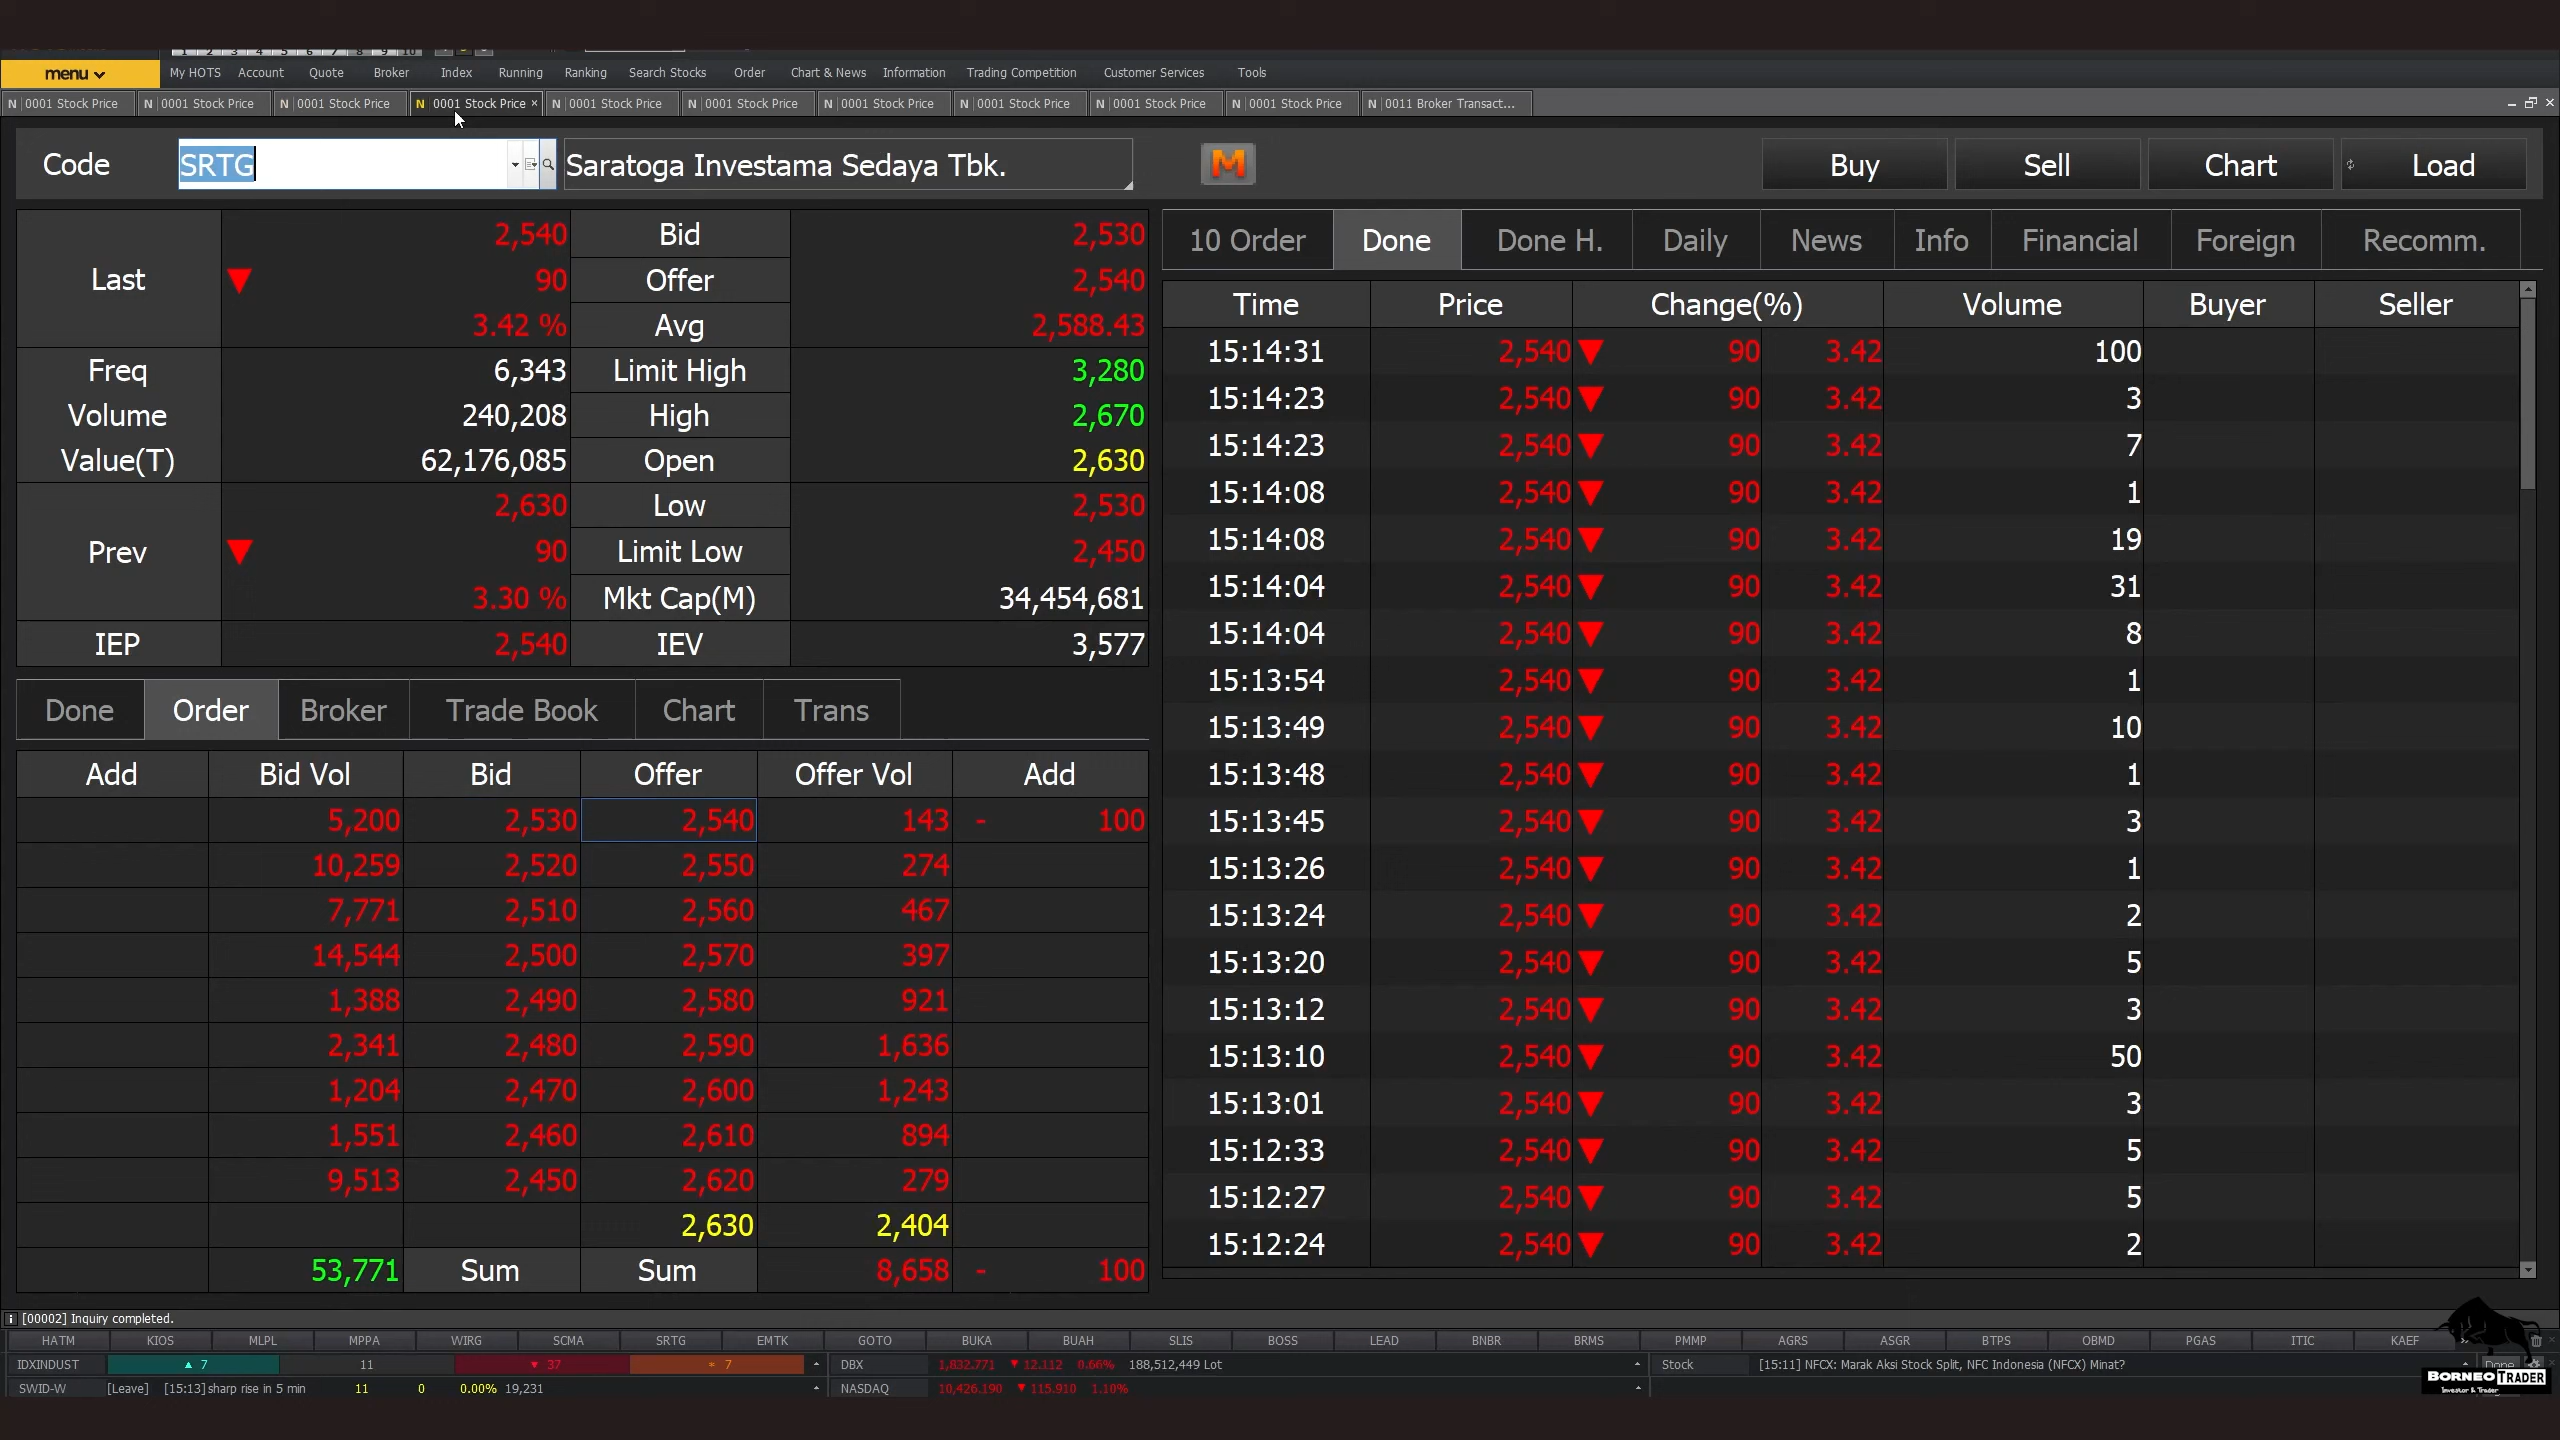 menu My HOTS Account Quote Broker Index Running Ranking Search Stocks Order Chart & News Information Trading Competition Customer Services Tools
N 0001 Stock Price N 0001 Stock Price N 0001 Stock Price N 0001 Stock Price × N 0001 Stock Price N 0001 Stock Price N 0001 Stock Price N 0001 Stock Price N 0001 Stock Price N 0001 Stock Price N 0011 Broker Transact...
Code SRTG Saratoga Investama Sedaya Tbk. M Buy Sell Chart Load
2,540 Bid 2,530
Last ▼ 90 Offer 2,540
3.42 % Avg 2,588.43
Freq 6,343 Limit High 3,280
Volume 240,208 High 2,670
Value(T) 62,176,085 Open 2,630
2,630 Low 2,530
Prev ▼ 90 Limit Low 2,450
3.30 % Mkt Cap(M) 34,454,681
IEP 2,540 IEV 3,577
Done Order Broker Trade Book Chart Trans
Add Bid Vol Bid Offer Offer Vol Add
5,200 2,530 2,540 143 - 100
10,259 2,520 2,550 274
7,771 2,510 2,560 467
14,544 2,500 2,570 397
1,388 2,490 2,580 921
2,341 2,480 2,590 1,636
1,204 2,470 2,600 1,243
1,551 2,460 2,610 894
9,513 2,450 2,620 279
2,630 2,404
53,771 Sum Sum 8,658 - 100
10 Order Done Done H. Daily News Info Financial Foreign Recomm.
Time Price Change(%) Volume Buyer Seller
15:14:31 2,540 ▼ 90 3.42 100
15:14:23 2,540 ▼ 90 3.42 3
15:14:23 2,540 ▼ 90 3.42 7
15:14:08 2,540 ▼ 90 3.42 1
15:14:08 2,540 ▼ 90 3.42 19
15:14:04 2,540 ▼ 90 3.42 31
15:14:04 2,540 ▼ 90 3.42 8
15:13:54 2,540 ▼ 90 3.42 1
15:13:49 2,540 ▼ 90 3.42 10
15:13:48 2,540 ▼ 90 3.42 1
15:13:45 2,540 ▼ 90 3.42 3
15:13:26 2,540 ▼ 90 3.42 1
15:13:24 2,540 ▼ 90 3.42 2
15:13:20 2,540 ▼ 90 3.42 5
15:13:12 2,540 ▼ 90 3.42 3
15:13:10 2,540 ▼ 90 3.42 50
15:13:01 2,540 ▼ 90 3.42 3
15:12:33 2,540 ▼ 90 3.42 5
15:12:27 2,540 ▼ 90 3.42 5
15:12:24 2,540 ▼ 90 3.42 2
[00002] Inquiry completed.
HATM KIOS MLPL MPPA WIRG SCMA SRTG EMTK GOTO BUKA BUAH SLIS BOSS LEAD BNBR BRMS PMMP AGRS ASGR BTPS OBMD PGAS ITIC KAEF
IDXINDUST ▲ 7 11 ▼ 37 * 7 DBX 1,832.771 ▼ 12.112 0.66% 188,512,449 Lot Stock [15:11] NFCX: Marak Aksi Stock Split, NFC Indonesia (NFCX) Minat? Done
SWID-W [Leave] [15:13] sharp rise in 5 min 11 0 0.00% 19,231 NASDAQ 10,426.190 ▼ 115.910 1.10%
BORNEO TRADER
Investor & Trader